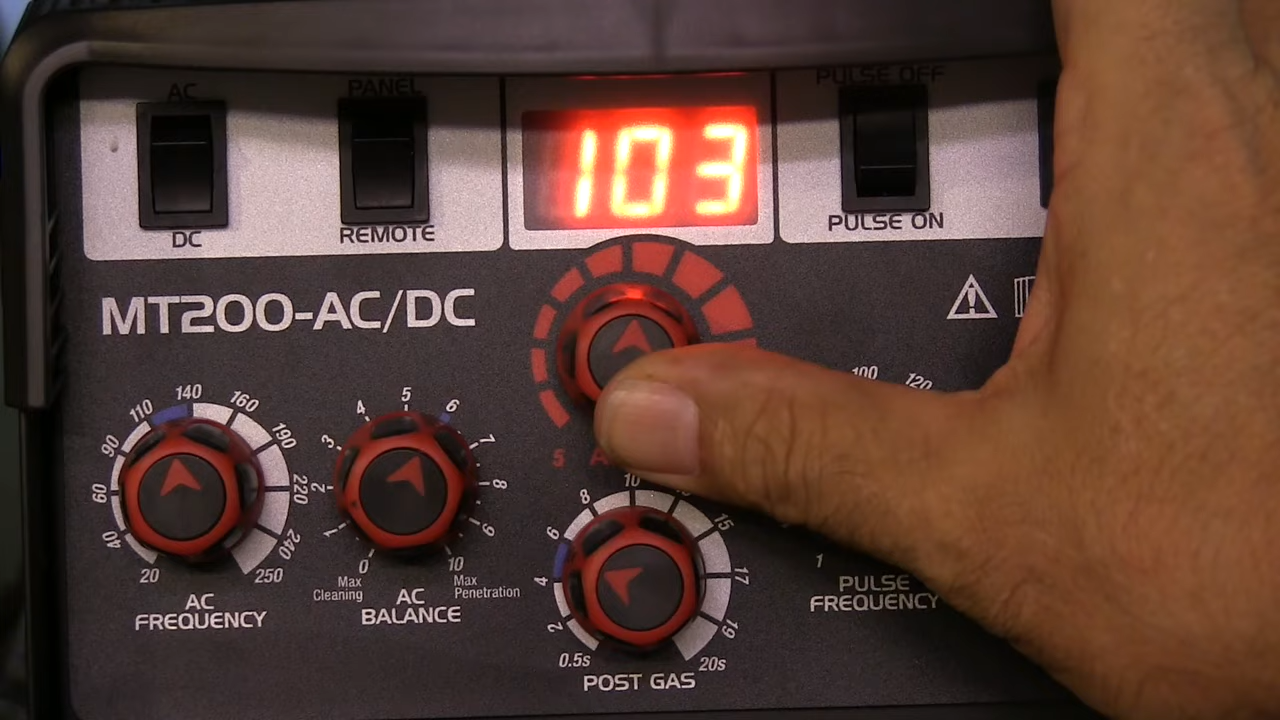 AC
DC
PANEL
REMOTE
103
PULSE OFF
PULSE ON
MT200-AC/DC
20
40
60
90
110
140
160
190
220
240
250
AC
FREQUENCY
0
1
2
3
4
5
6
7
8
9
10
Max
Cleaning
Max
Penetration
AC
BALANCE
5
0.5s
2
4
6
8
10
15
17
19
20s
POST GAS
100
120
1
PULSE
FREQUENCY